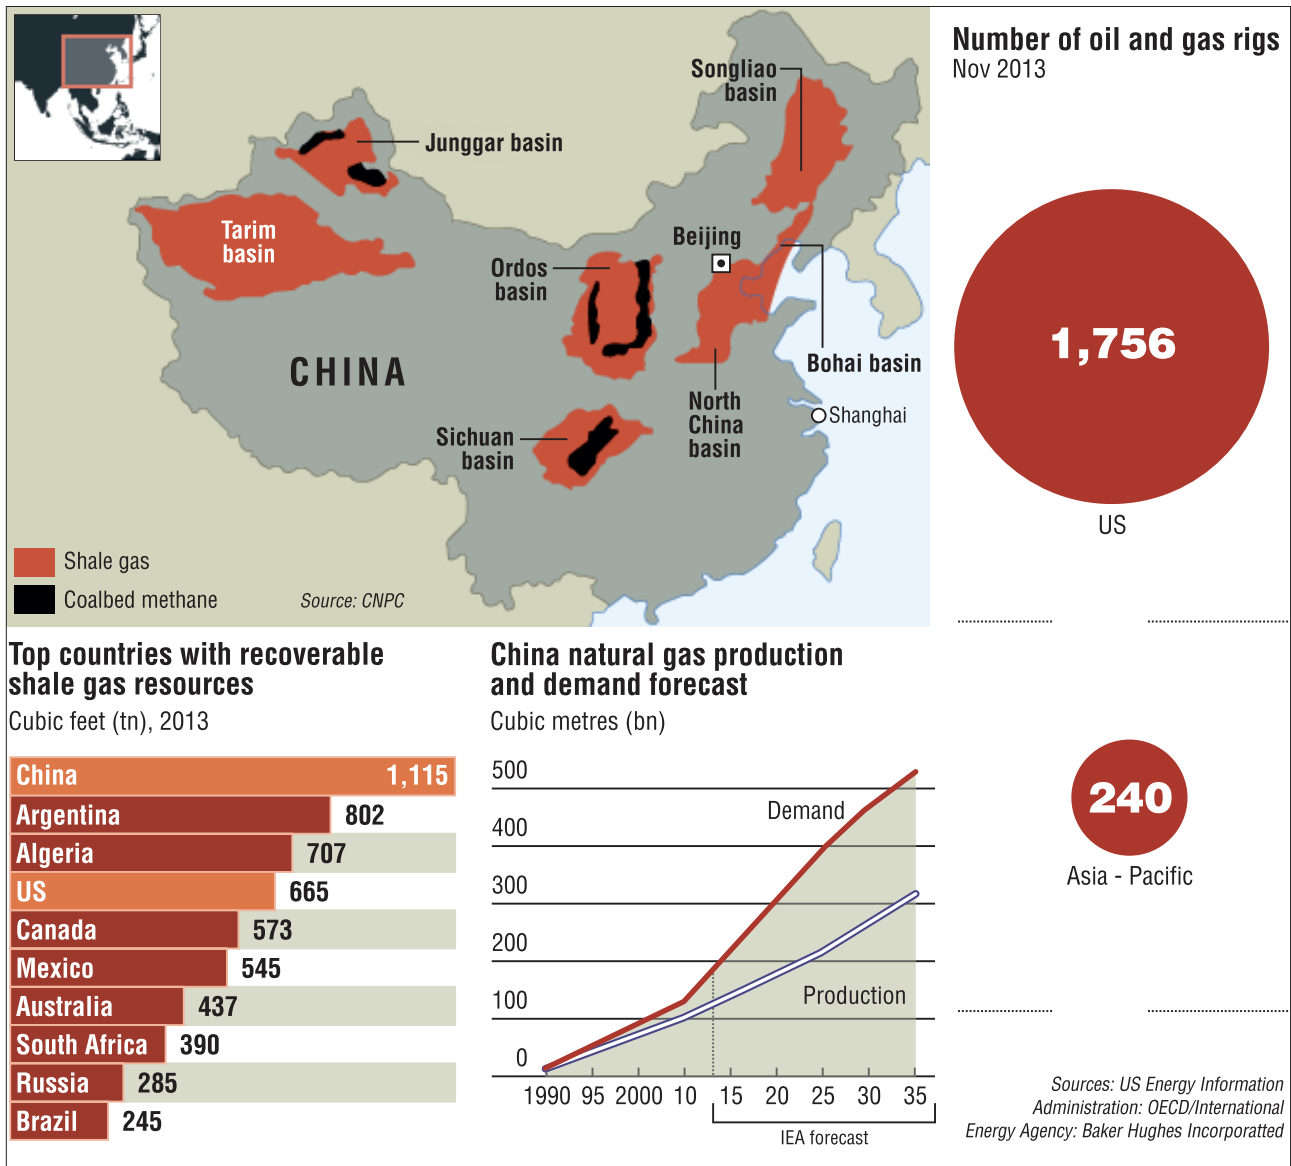 Songliao
basin
Junggar basin
Tarim
basin
Beijing
Ordos
basin
CHINA
Bohai basin
North
China
basin
Shanghai
Sichuan
basin
Shale gas
Coalbed methane
Source: CNPC
Number of oil and gas rigs
Nov 2013
1,756
US
240
Asia - Pacific
Top countries with recoverable
shale gas resources
Cubic feet (tn), 2013
China 1,115
Argentina 802
Algeria 707
US 665
Canada 573
Mexico 545
Australia 437
South Africa 390
Russia 285
Brazil 245
China natural gas production
and demand forecast
Cubic metres (bn)
500
Demand
400
300
200
Production
100
0
1990 95 2000 10 15 20 25 30 35
IEA forecast
Sources: US Energy Information
Administration: OECD/International
Energy Agency: Baker Hughes Incorporatted